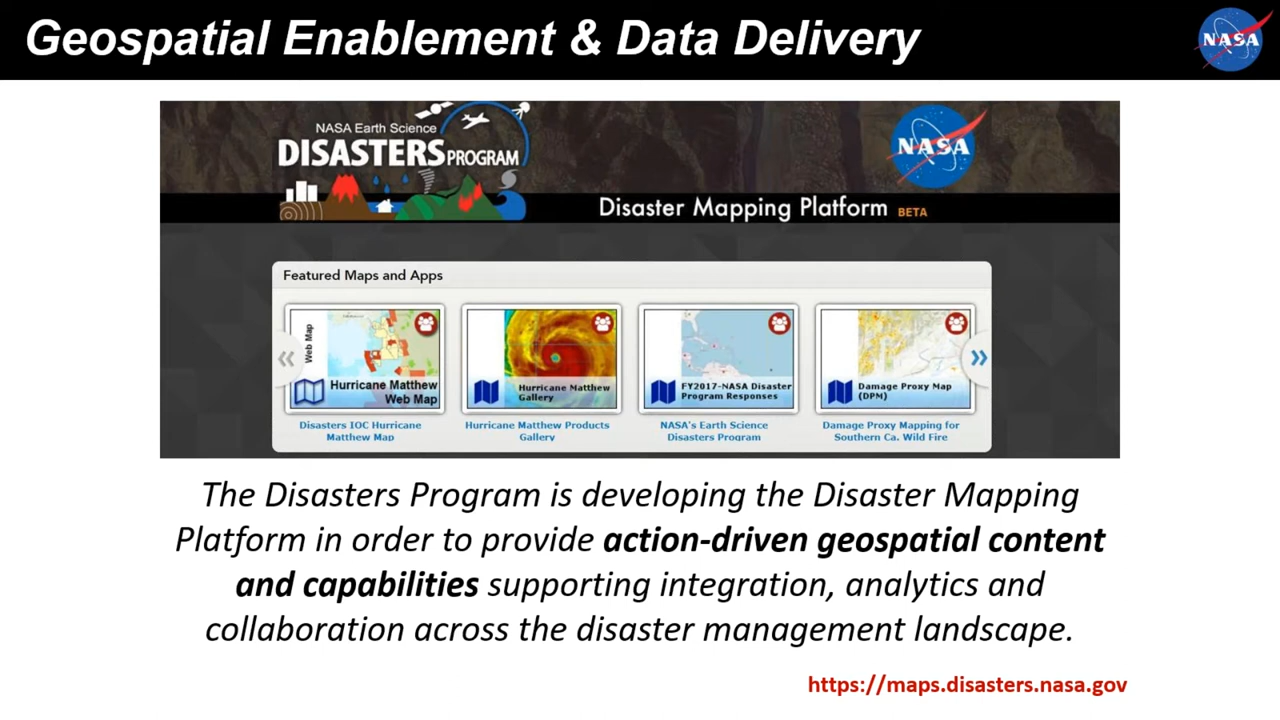 Geospatial Enablement & Data Delivery
NASA
NASA Earth Science
DISASTERS PROGRAM
NASA
Disaster Mapping Platform BETA
Featured Maps and Apps
Web Map
Hurricane Matthew
Web Map
Hurricane Matthew
Gallery
FY2017-NASA Disaster
Program Responses
Damage Proxy Map
(DPM)
Disasters IOC Hurricane
Matthew Map
Hurricane Matthew Products
Gallery
NASA's Earth Science
Disasters Program
Damage Proxy Mapping for
Southern Ca. Wild Fire
The Disasters Program is developing the Disaster Mapping
Platform in order to provide action-driven geospatial content
and capabilities supporting integration, analytics and
collaboration across the disaster management landscape.
https://maps.disasters.nasa.gov